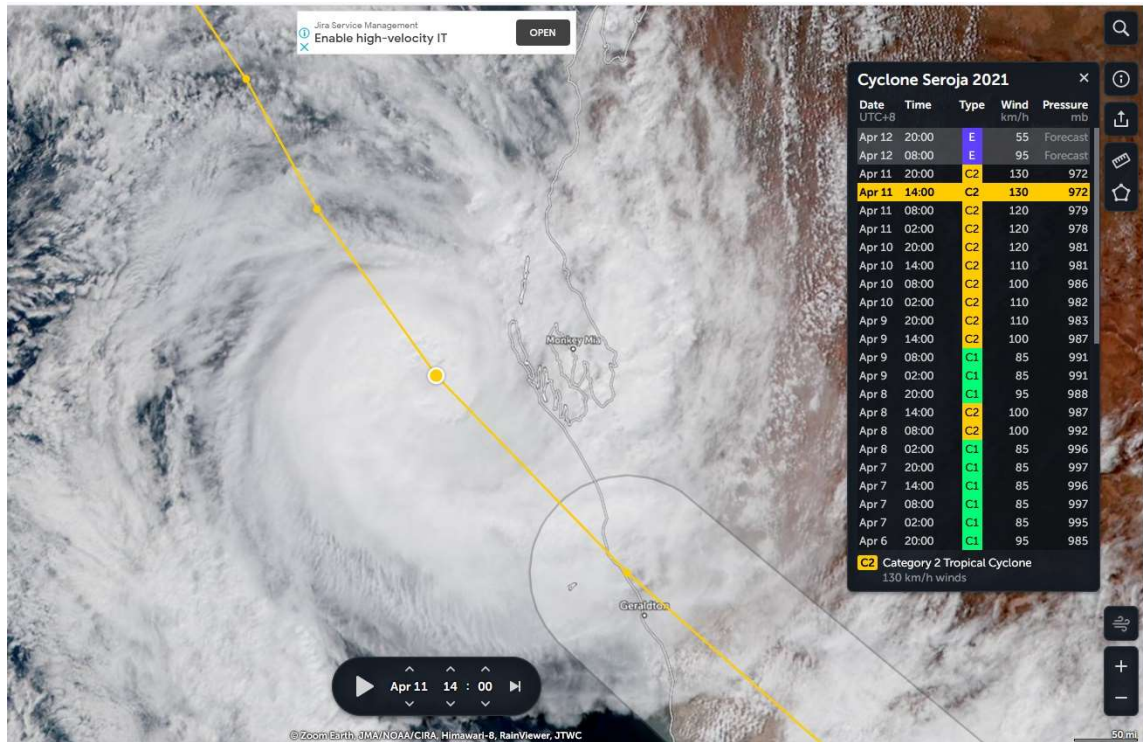 Jira Service Management
Enable high-velocity IT
OPEN
Cyclone Seroja 2021
Date Time Type Wind Pressure
UTC+8 km/h mb
Apr 12 20:00 E 55 Forecast
Apr 12 08:00 E 95 Forecast
Apr 11 20:00 C2 130 972
Apr 11 14:00 C2 130 972
Apr 11 08:00 C2 120 979
Apr 11 02:00 C2 120 978
Apr 10 20:00 C2 120 981
Apr 10 14:00 C2 110 981
Apr 10 08:00 C2 100 986
Apr 10 02:00 C2 110 982
Apr 9 20:00 C2 110 983
Apr 9 14:00 C2 100 987
Apr 9 08:00 C1 85 991
Apr 9 02:00 C1 85 991
Apr 8 20:00 C1 95 988
Apr 8 14:00 C2 100 987
Apr 8 08:00 C2 100 992
Apr 8 02:00 C1 85 996
Apr 7 20:00 C1 85 997
Apr 7 14:00 C1 85 996
Apr 7 08:00 C1 85 997
Apr 7 02:00 C1 85 995
Apr 6 20:00 C1 95 985
C2 Category 2 Tropical Cyclone
130 km/h winds
Monkey Mia
Geraldton
Apr 11 14 : 00
© Zoom Earth, JMA/NOAA/CIRA, Himawari-8, RainViewer, JTWC
50 mi